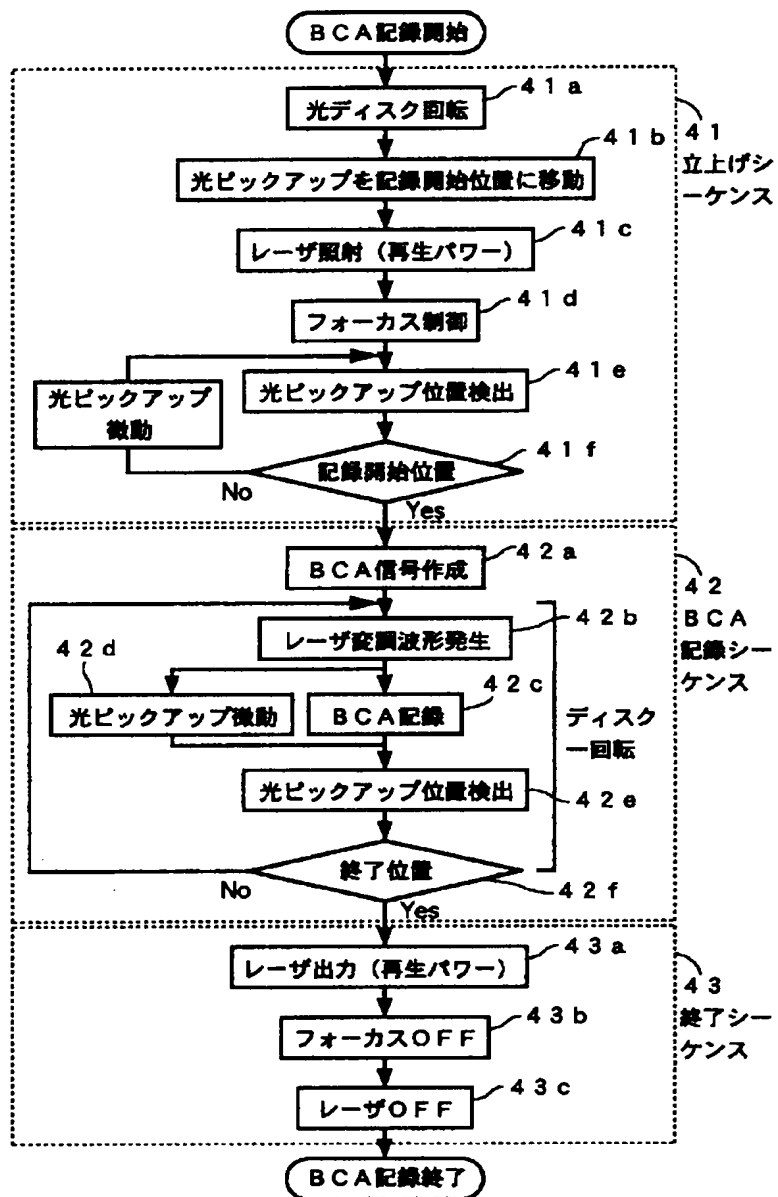 ＢＣＡ記録開始
４１a
光ディスク回転
４１
立上げシ
ーケンス
４１b
光ピックアップを記録開始位置に移動
４１c
レーザ照射（再生パワー）
４１d
フォーカス制御
４１e
光ピックアップ位置検出
光ピックアップ
微動
４１f
記録開始位置
No
Yes
４２a
ＢＣＡ信号作成
４２
ＢＣＡ
記録シー
ケンス
４２b
レーザ変調波形発生
４２d
光ピックアップ微動
４２c
ＢＣＡ記録
ディスク
一回転
光ピックアップ位置検出
４２e
終了位置
４２f
No
Yes
４３a
レーザ出力（再生パワー）
４３
終了シー
ケンス
４３b
フォーカスＯＦＦ
４３c
レーザＯＦＦ
ＢＣＡ記録終了